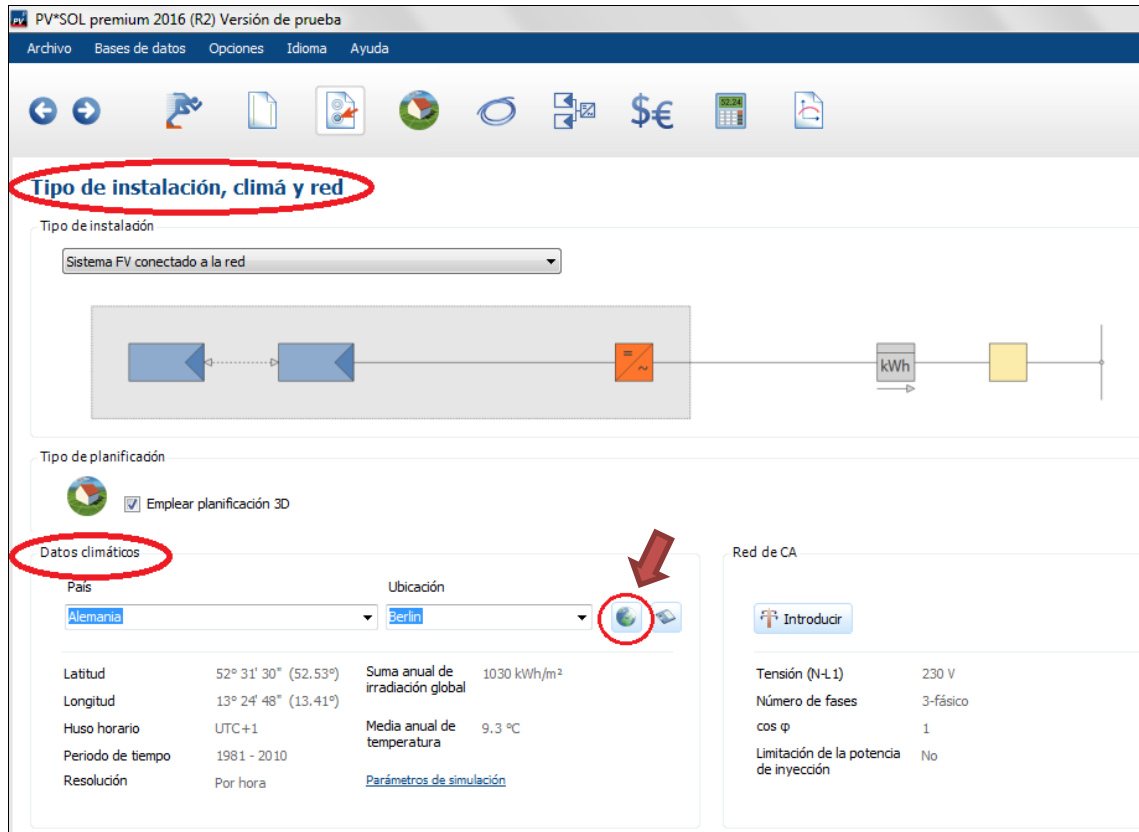 PV*SOL premium 2016 (R2) Versión de prueba
Archivo Bases de datos Opciones Idioma Ayuda
$€ 52.24
Tipo de instalación, climá y red
Tipo de instalación
Sistema FV conectado a la red
= ~ kWh
Tipo de planificación
Emplear planificación 3D
Datos climáticos Red de CA
País Ubicación
Alemania Berlin Introducir
Latitud 52° 31' 30" (52.53°) Suma anual de irradiación global 1030 kWh/m² Tensión (N-L1) 230 V
Longitud 13° 24' 48" (13.41°) Número de fases 3-fásico
Huso horario UTC+1 Media anual de temperatura 9.3 °C cos φ 1
Periodo de tiempo 1981 - 2010 Limitación de la potencia de inyección No
Resolución Por hora Parámetros de simulación